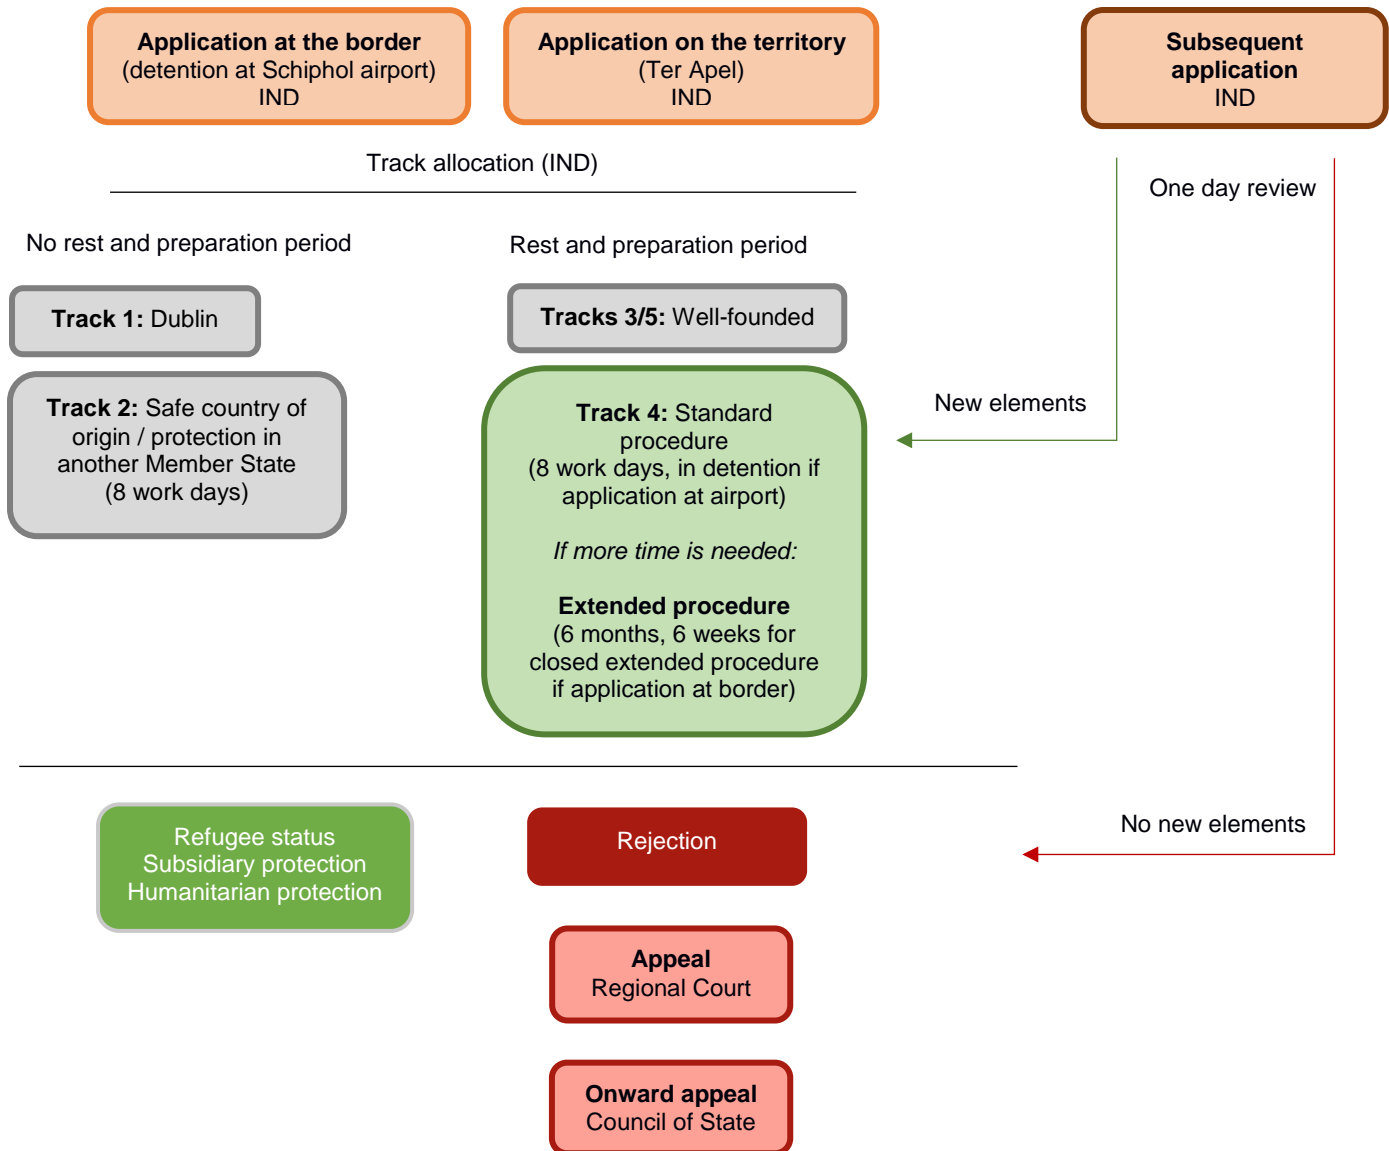 Application at the border
(detention at Schiphol airport)
IND
Application on the territory
(Ter Apel)
IND
Subsequent
application
IND
Track allocation (IND)
One day review
No rest and preparation period
Rest and preparation period
Track 1: Dublin
Tracks 3/5: Well-founded
Track 2: Safe country of
origin / protection in
another Member State
(8 work days)
Track 4: Standard
procedure
(8 work days, in detention if
application at airport)
If more time is needed:
Extended procedure
(6 months, 6 weeks for
closed extended procedure
if application at border)
New elements
Refugee status
Subsidiary protection
Humanitarian protection
Rejection
No new elements
Appeal
Regional Court
Onward appeal
Council of State